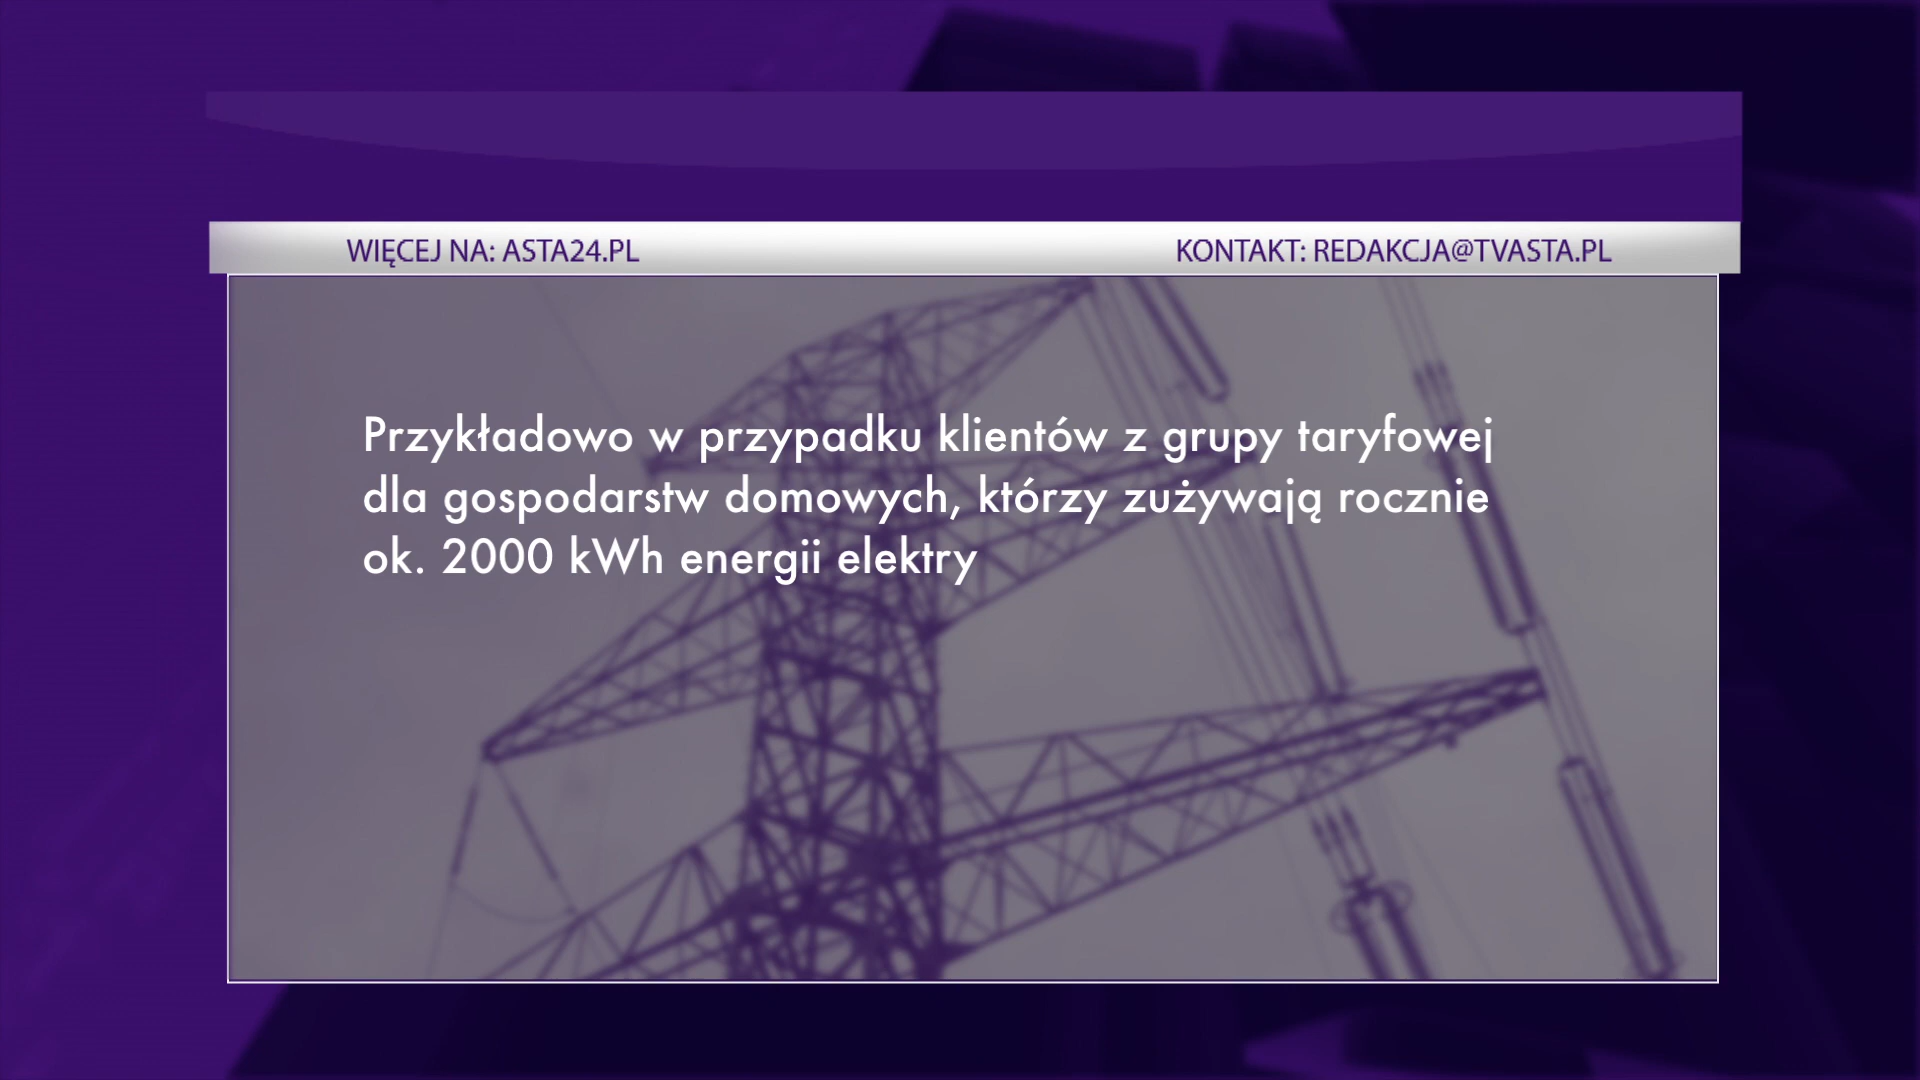 WIĘCEJ NA: ASTA24.PL
KONTAKT: REDAKCJA@TVASTA.PL
Przykładowo w przypadku klientów z grupy taryfowej
dla gospodarstw domowych, którzy zużywają rocznie
ok. 2000 kWh energii elektry